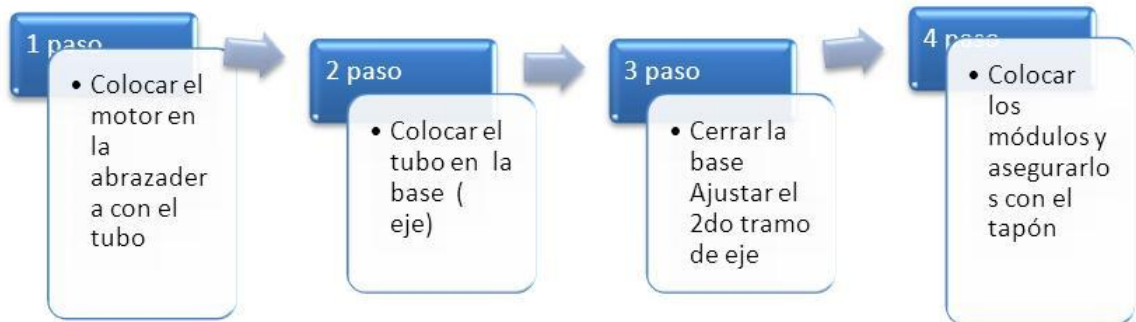 1 paso
• Colocar el
motor en
la
abrazader
a con el
tubo
2 paso
• Colocar el
tubo en la
base (
eje)
3 paso
• Cerrar la
base
Ajustar el
2do tramo
de eje
4 paso
• Colocar
los
módulos y
asegurarlo
s con el
tapón